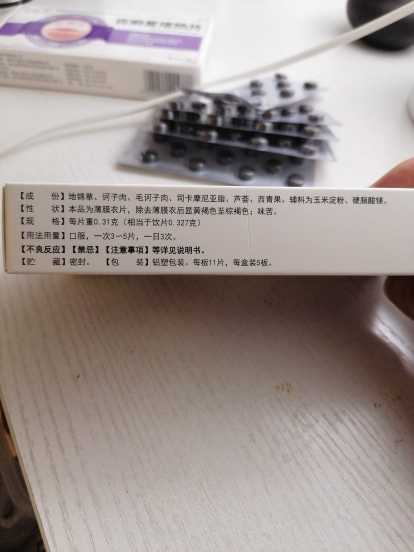 【成　份】地锦草、诃子肉、毛诃子肉、司卡摩尼亚脂、芦荟、西青果。辅料为玉米淀粉、硬脂酸镁。
【性　状】本品为薄膜衣片，除去薄膜衣后显黄褐色至棕褐色；味苦。
【规　格】每片重0.31克（相当于饮片0.327克）
【用法用量】口服，一次3～5片，一日3次。
【不良反应】【禁忌】【注意事项】等详见说明书。
【贮　藏】密封。【包　装】铝塑包装。每板11片，每盒装5板。